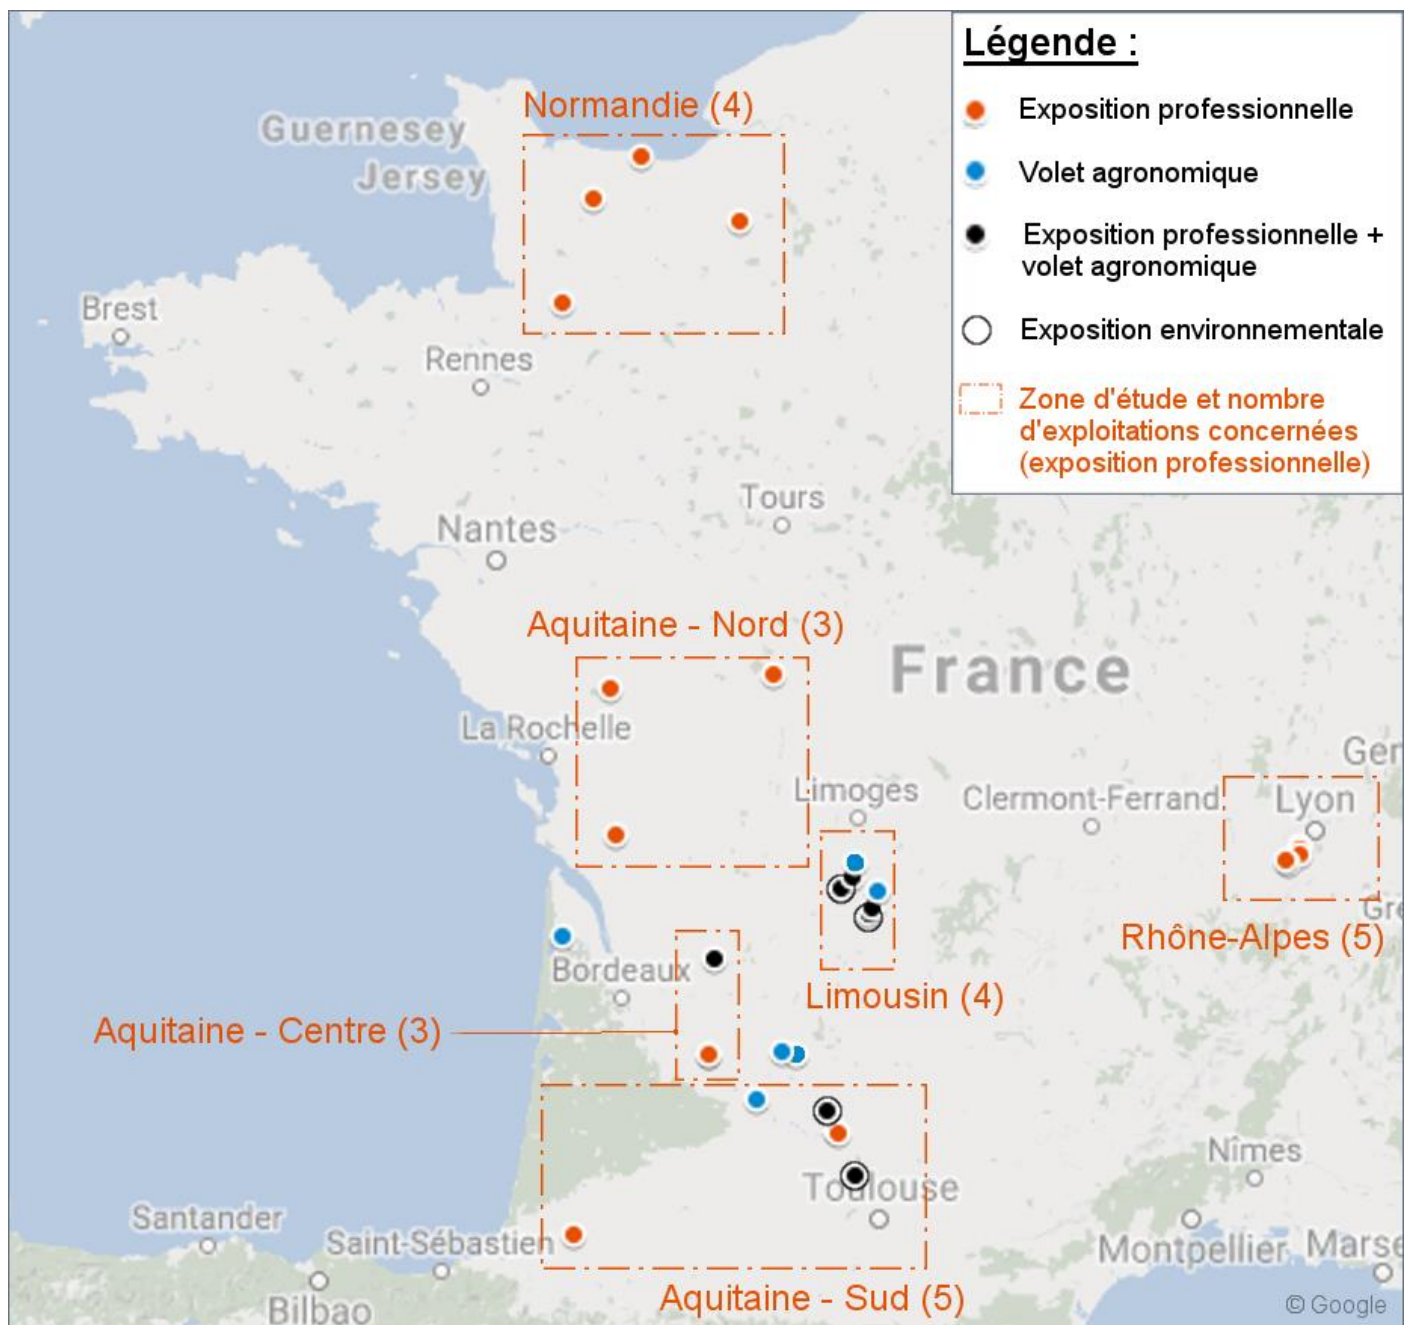 Légende :
Exposition professionnelle
Volet agronomique
Exposition professionnelle +
volet agronomique
Exposition environnementale
Zone d'étude et nombre
d'exploitations concernées
(exposition professionnelle)
Normandie (4)
Guernesey
Jersey
Brest
Rennes
Tours
Nantes
Aquitaine - Nord (3)
France
La Rochelle
Limoges
Clermont-Ferrand
Lyon
Ger
Gre
Rhône-Alpes (5)
Bordeaux
Limousin (4)
Aquitaine - Centre (3)
Toulouse
Nîmes
Santander
Saint-Sébastien
Montpellier
Marse
Bilbao
Aquitaine - Sud (5)
© Google